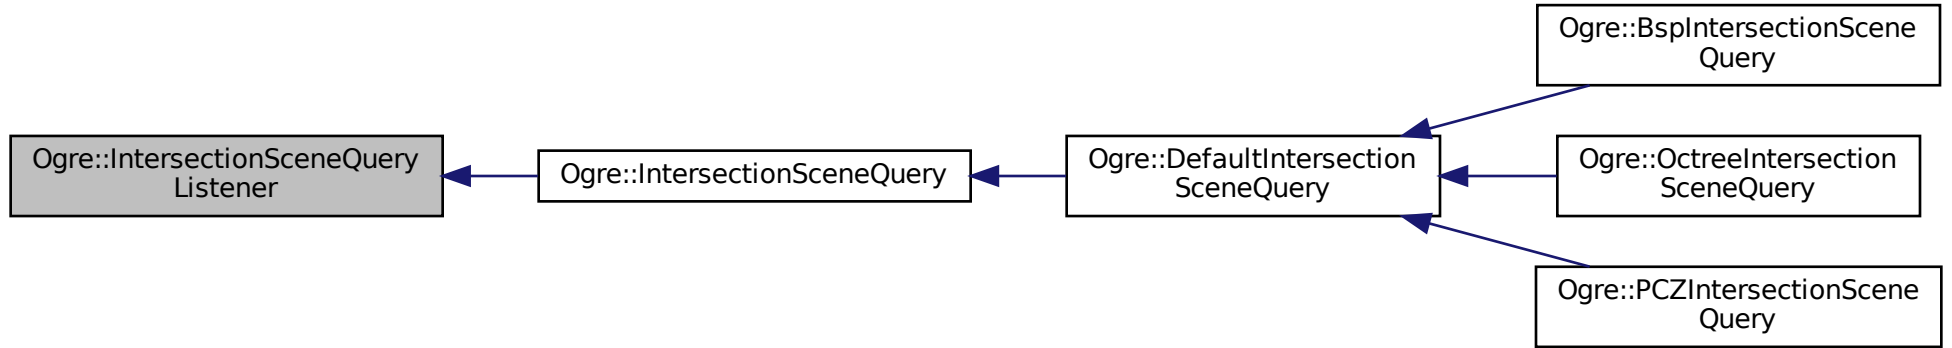 Ogre::IntersectionSceneQuery
Listener
Ogre::IntersectionSceneQuery
Ogre::DefaultIntersection
SceneQuery
Ogre::BspIntersectionScene
Query
Ogre::OctreeIntersection
SceneQuery
Ogre::PCZIntersectionScene
Query